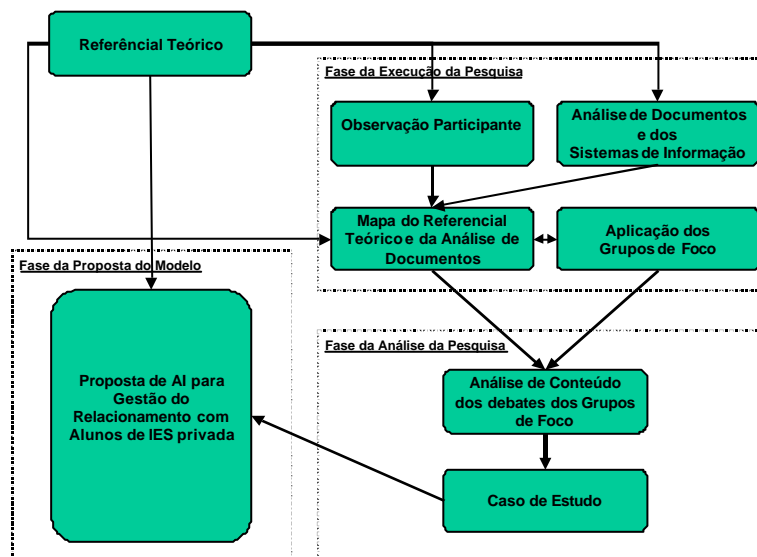 Referêncial Teórico
Fase da Execução da Pesquisa
Observação Participante
Análise de Documentos
e dos
Sistemas de Informação
Mapa do Referencial
Teórico e da Análise de
Documentos
Aplicação dos
Grupos de Foco
Fase da Proposta do Modelo
Proposta de AI para
Gestão do
Relacionamento com
Alunos de IES privada
Fase da Análise da Pesquisa
Análise de Conteúdo
dos debates dos Grupos
de Foco
Caso de Estudo